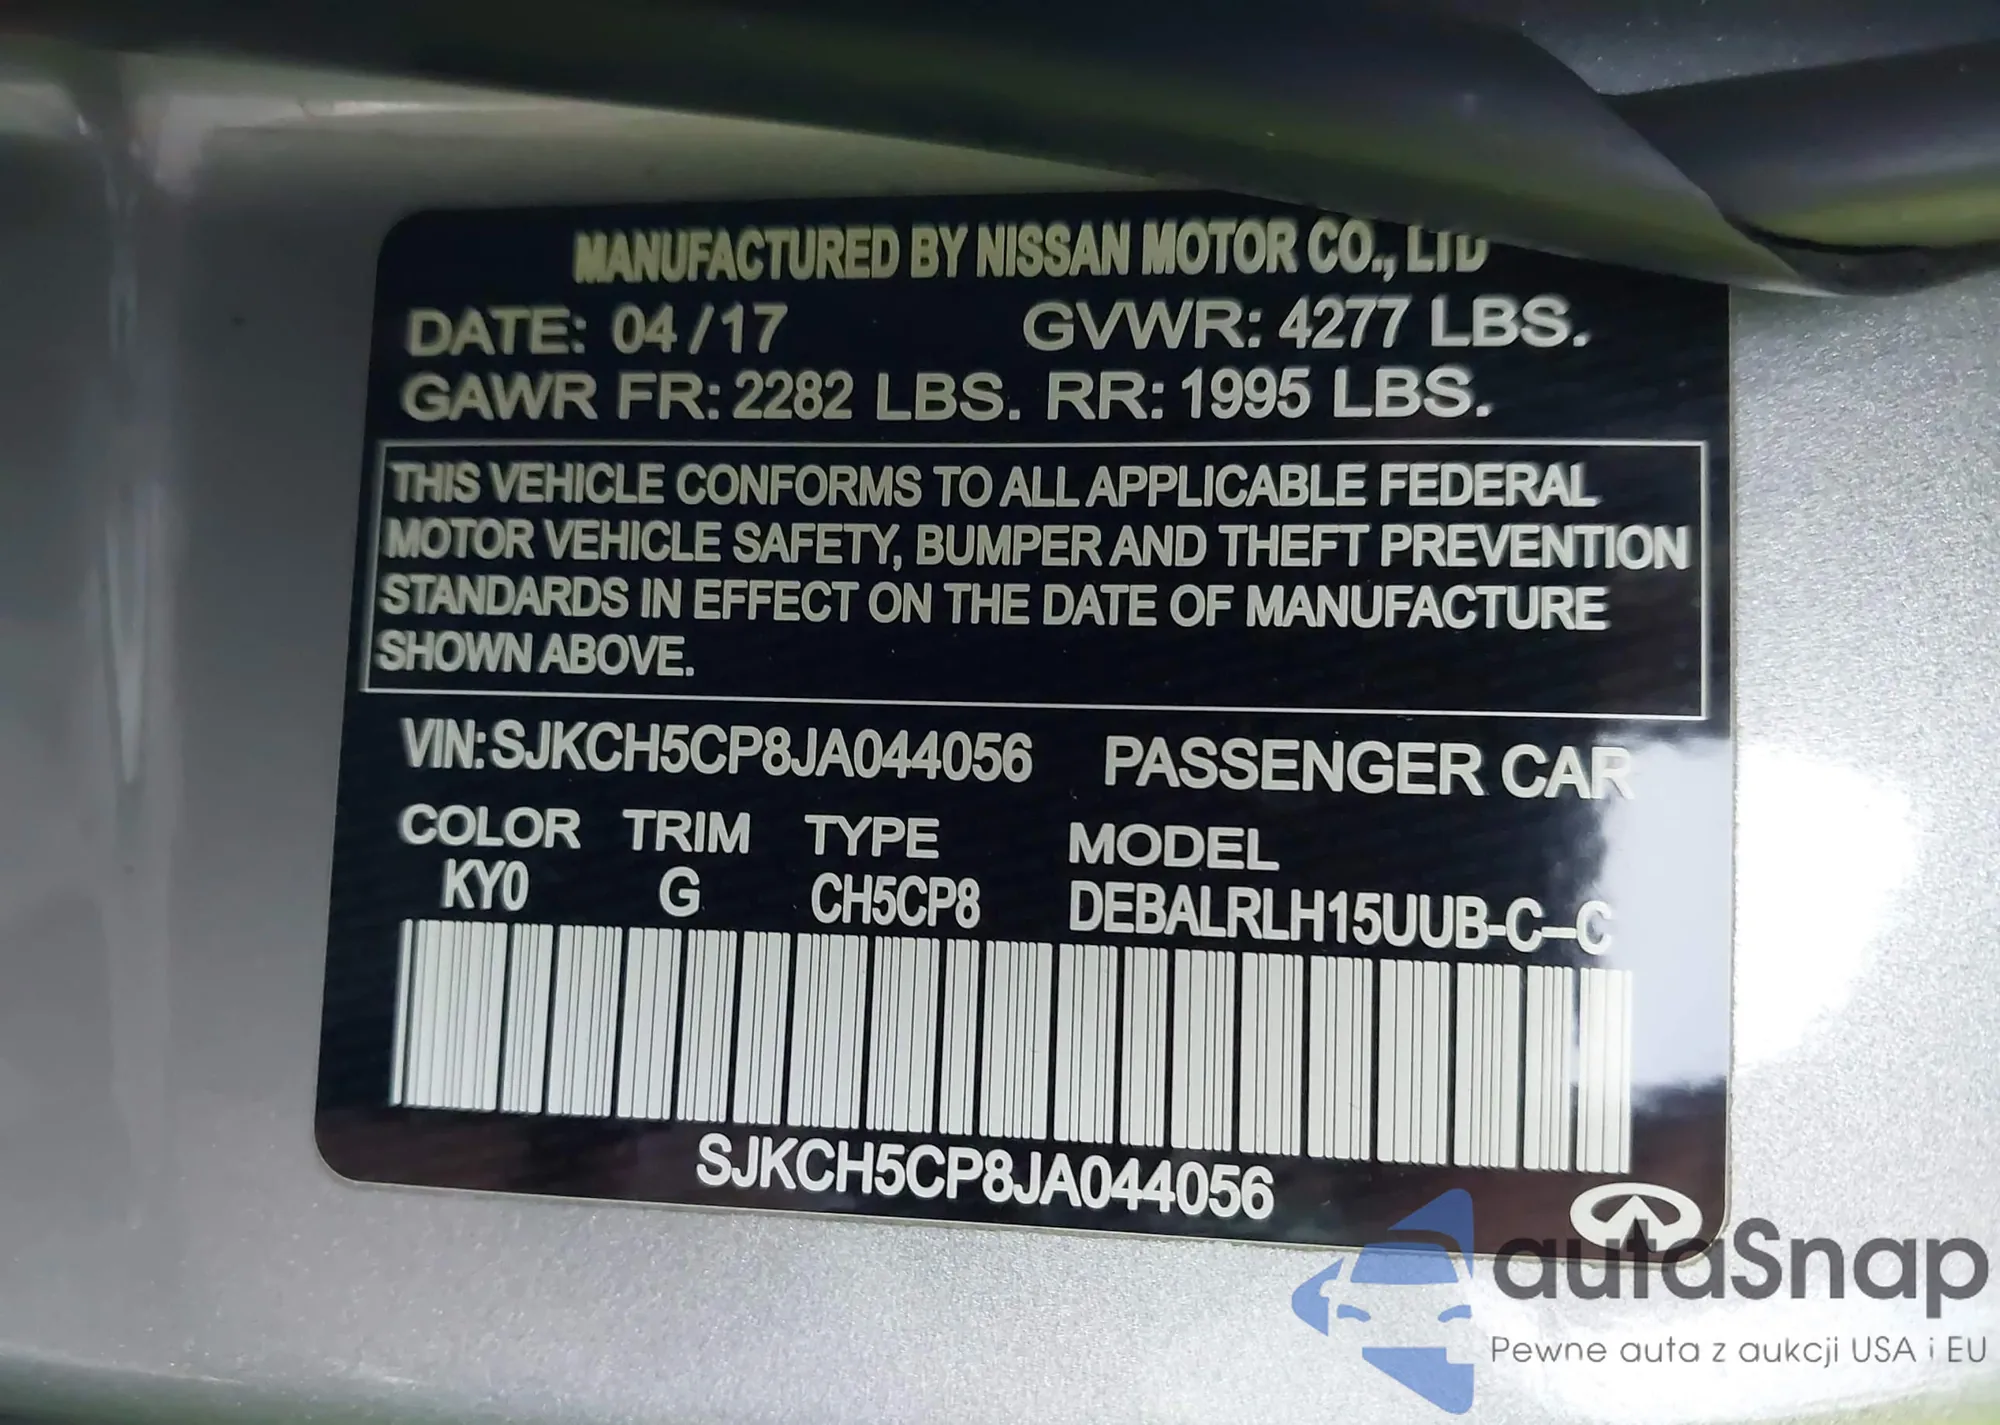 MANUFACTURED BY NISSAN MOTOR CO., LTD
DATE: 04/17 GVWR: 4277 LBS.
GAWR FR: 2282 LBS. RR: 1995 LBS.
THIS VEHICLE CONFORMS TO ALL APPLICABLE FEDERAL
MOTOR VEHICLE SAFETY, BUMPER AND THEFT PREVENTION
STANDARDS IN EFFECT ON THE DATE OF MANUFACTURE
SHOWN ABOVE.
VIN: SJKCH5CP8JA044056 PASSENGER CAR
COLOR TRIM TYPE MODEL
KY0 G CH5CP8 DEBALRLH15UUB-C–C
SJKCH5CP8JA044056
autoSnap
Pewne auta z aukcji USA i EU